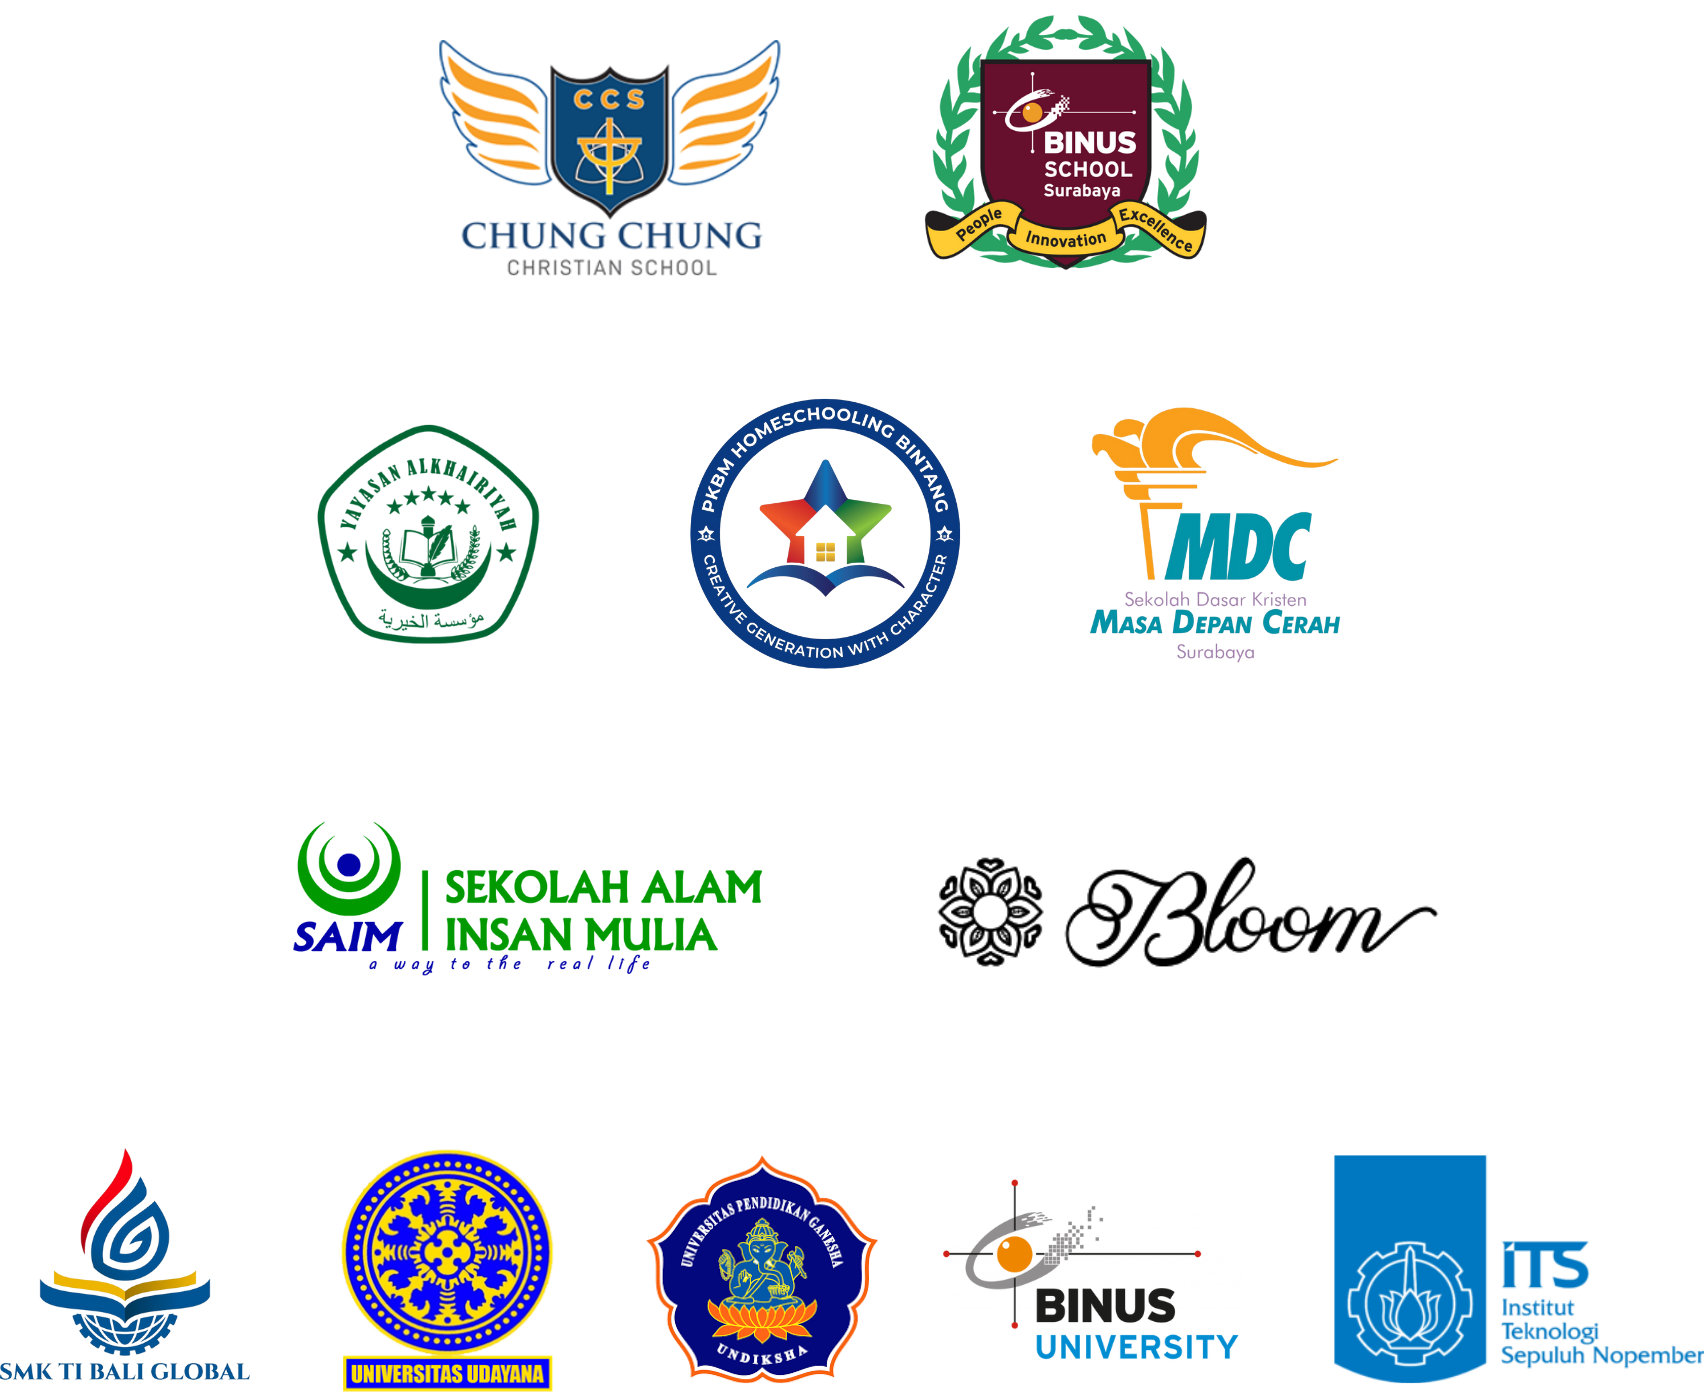 CCS
CHUNG CHUNG
CHRISTIAN SCHOOL
BINUS
SCHOOL
Surabaya
People
Innovation
Excellence
YAYASAN ALKHAIRIYAH
مؤسسة الخيرية
PKBM HOMESCHOOLING BINTANG
CREATIVE GENERATION WITH CHARACTER
MDC
Sekolah Dasar Kristen
MASA DEPAN CERAH
Surabaya
SAIM
SEKOLAH ALAM
INSAN MULIA
a way to the real life
Bloom
SMK TI BALI GLOBAL
UNIVERSITAS UDAYANA
UNIVERSITAS PENDIDIKAN GANESHA
UNDIKSHA
BINUS
UNIVERSITY
ITS
Institut
Teknologi
Sepuluh Nopember